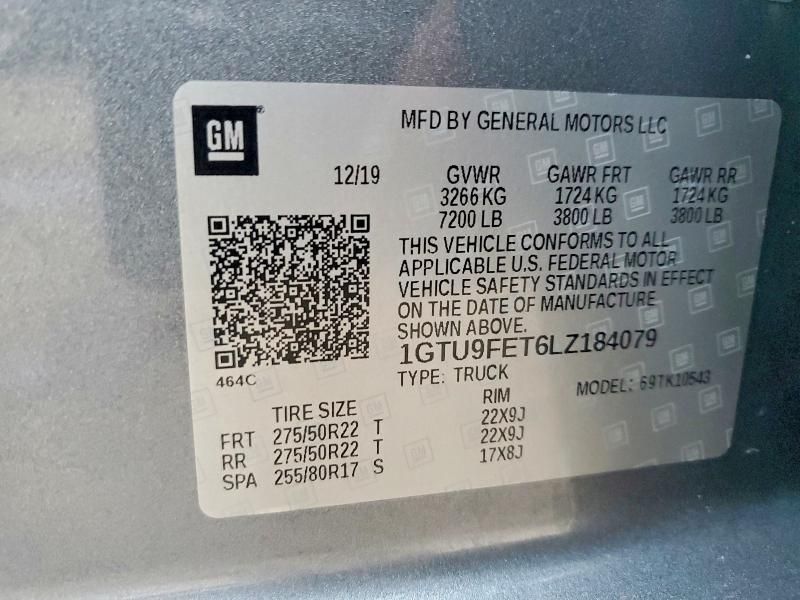 GM
MFD BY GENERAL MOTORS LLC
12/19 GVWR GAWR FRT GAWR RR
3266 KG 1724 KG 1724 KG
7200 LB 3800 LB 3800 LB
THIS VEHICLE CONFORMS TO ALL
APPLICABLE U.S. FEDERAL MOTOR
VEHICLE SAFETY STANDARDS IN EFFECT
ON THE DATE OF MANUFACTURE
SHOWN ABOVE.
1GTU9FET6LZ184079
464C
TYPE: TRUCK MODEL: 69TK10543
TIRE SIZE RIM
FRT 275/50R22 T 22X9J
RR 275/50R22 T 22X9J
SPA 255/80R17 S 17X8J